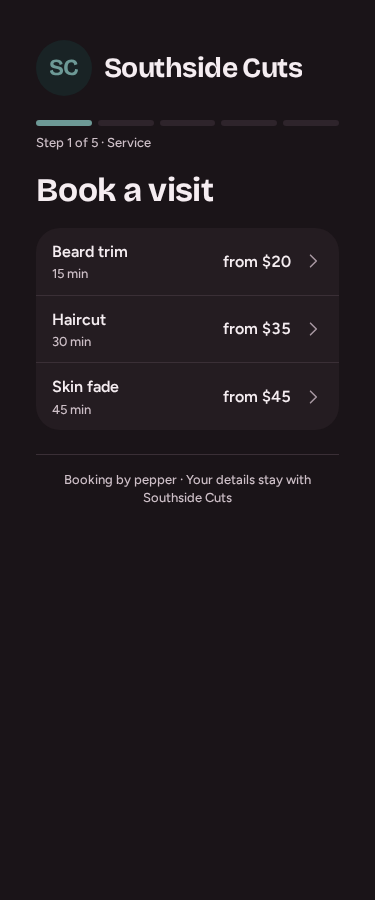 SC
Southside Cuts
Step 1 of 5 · Service
Book a visit
Beard trim
15 min
from $20
Haircut
30 min
from $35
Skin fade
45 min
from $45
Booking by pepper · Your details stay with
Southside Cuts